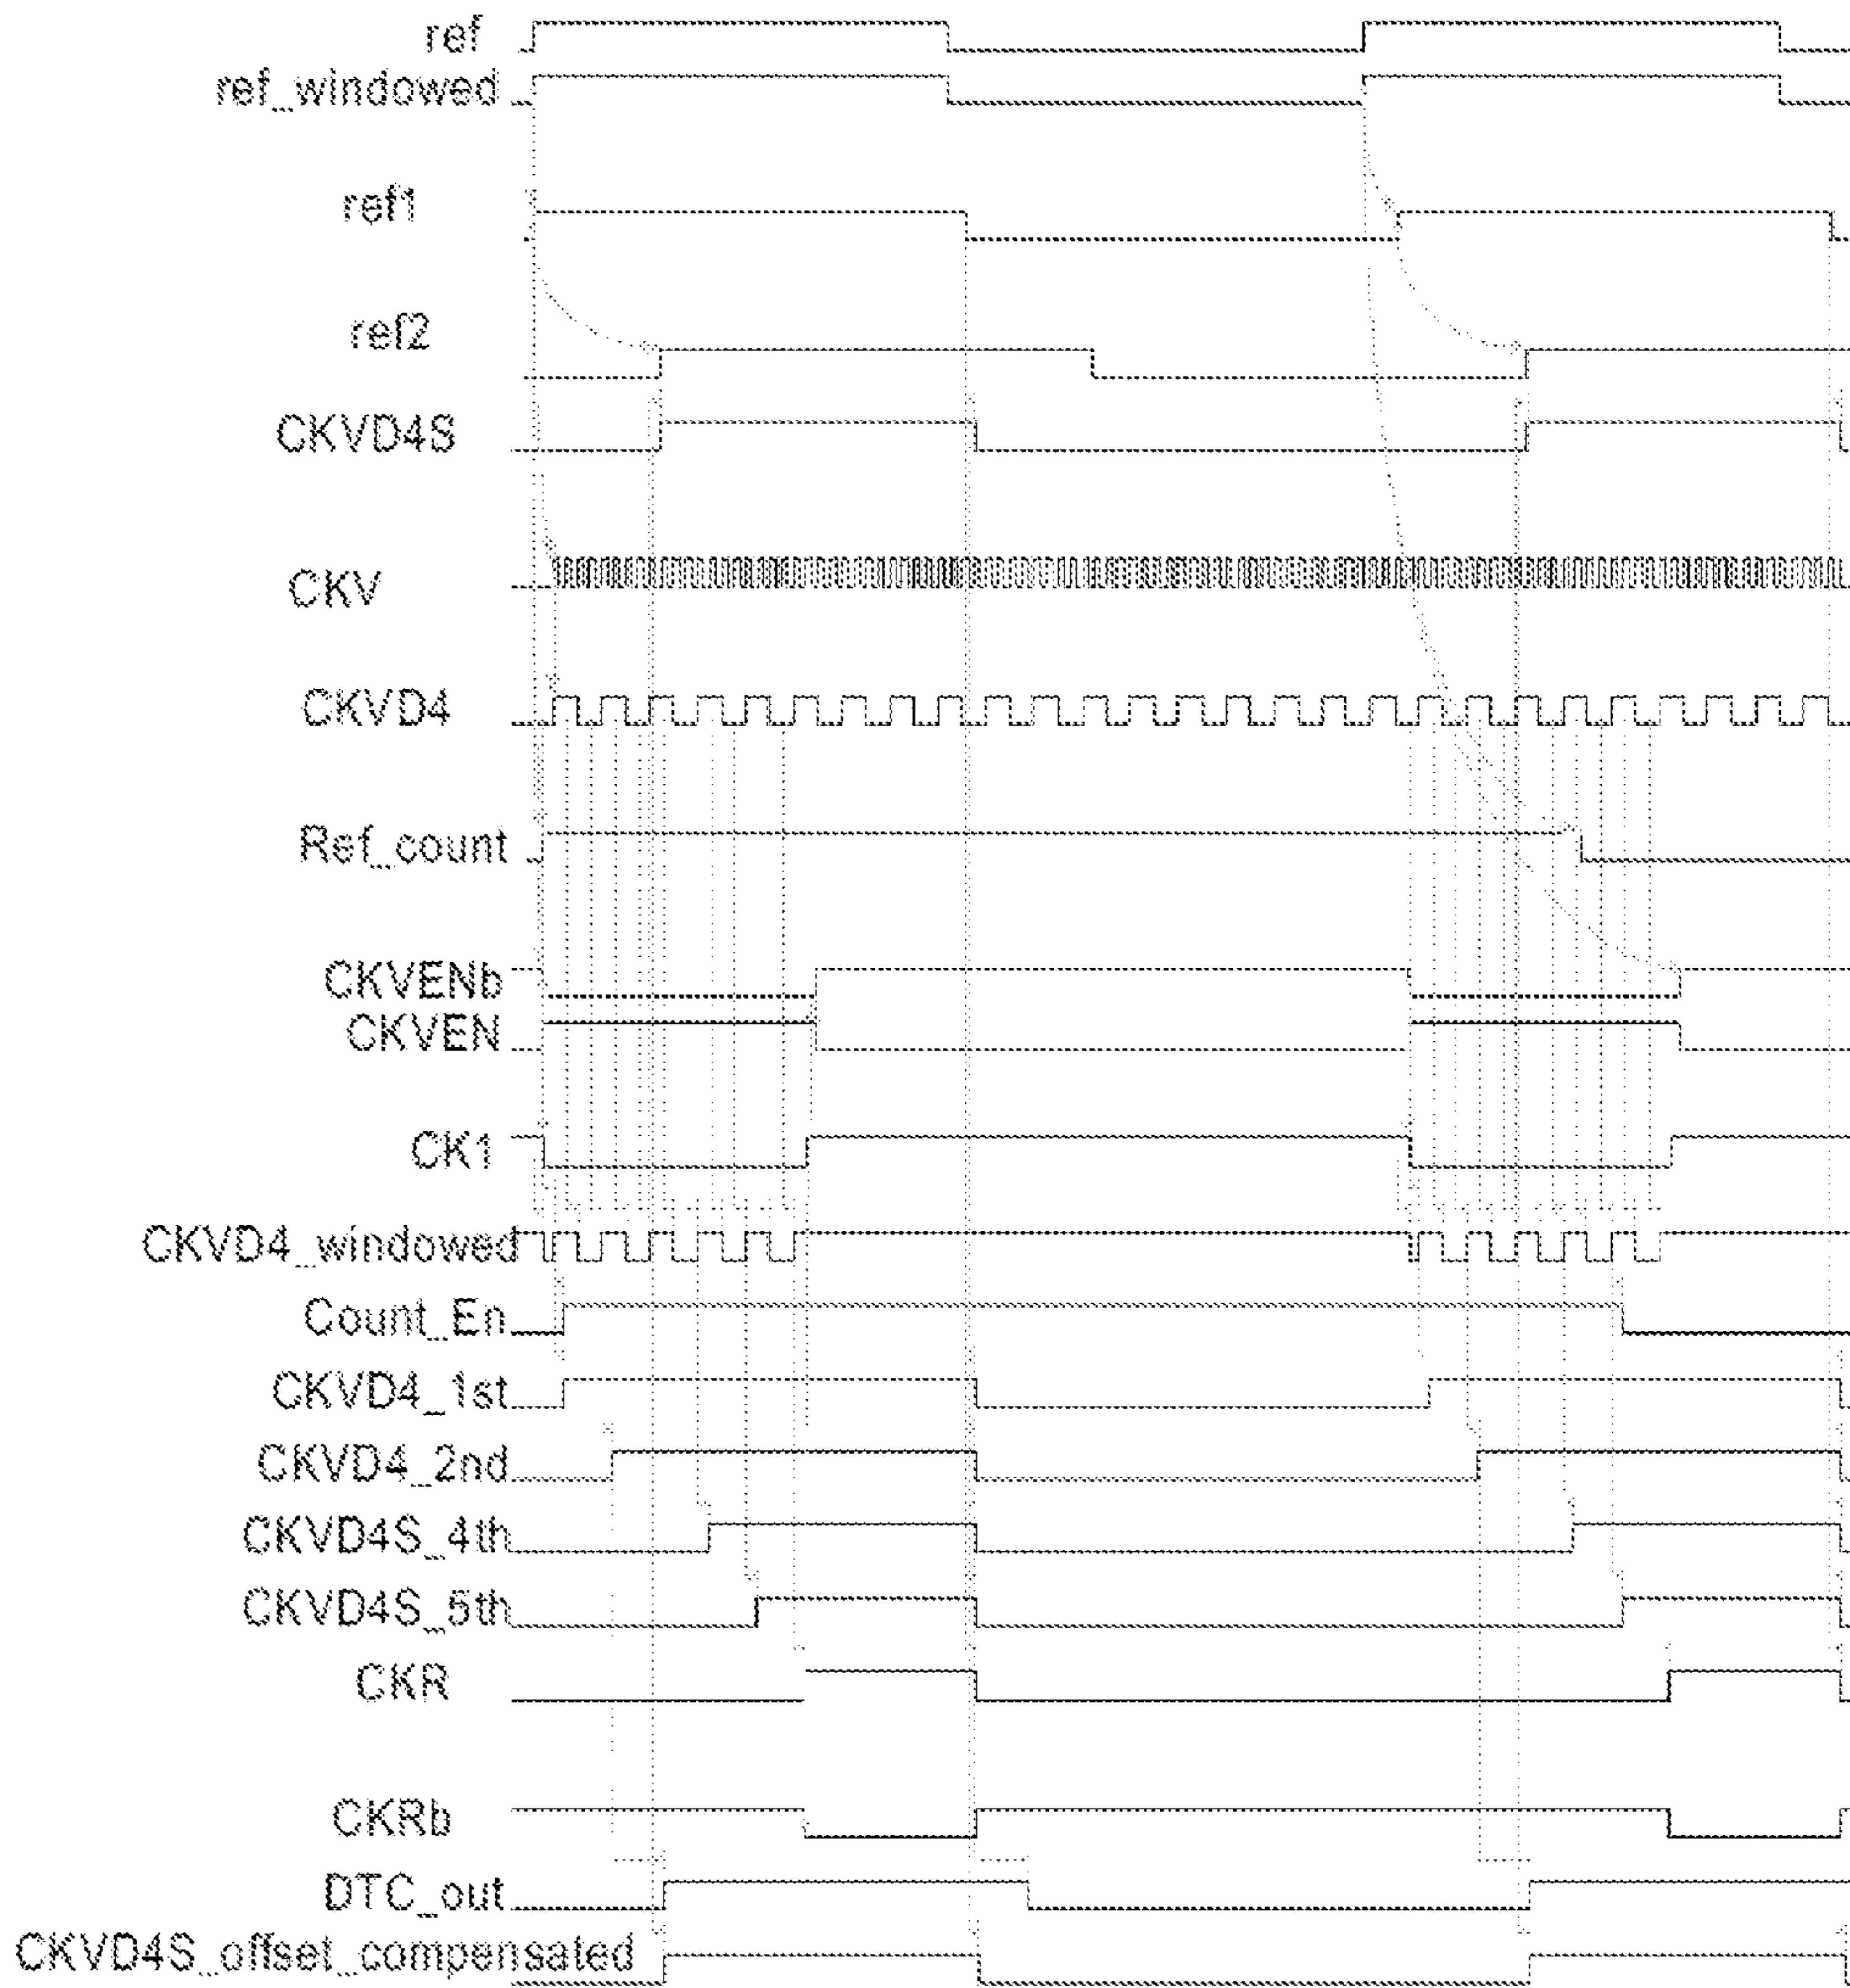 ref
ref_windowed
ref1
ref2
CKVD4S
CKV
CKVD4
Ref_count
CKVENb
CKVEN
CK1
CKVD4_windowed
Count_En
CKVD4_1st
CKVD4_2nd
CKVD4S_4th
CKVD4S_5th
CKR
CKRb
DTC_out
CKVD4S_offset_compensated